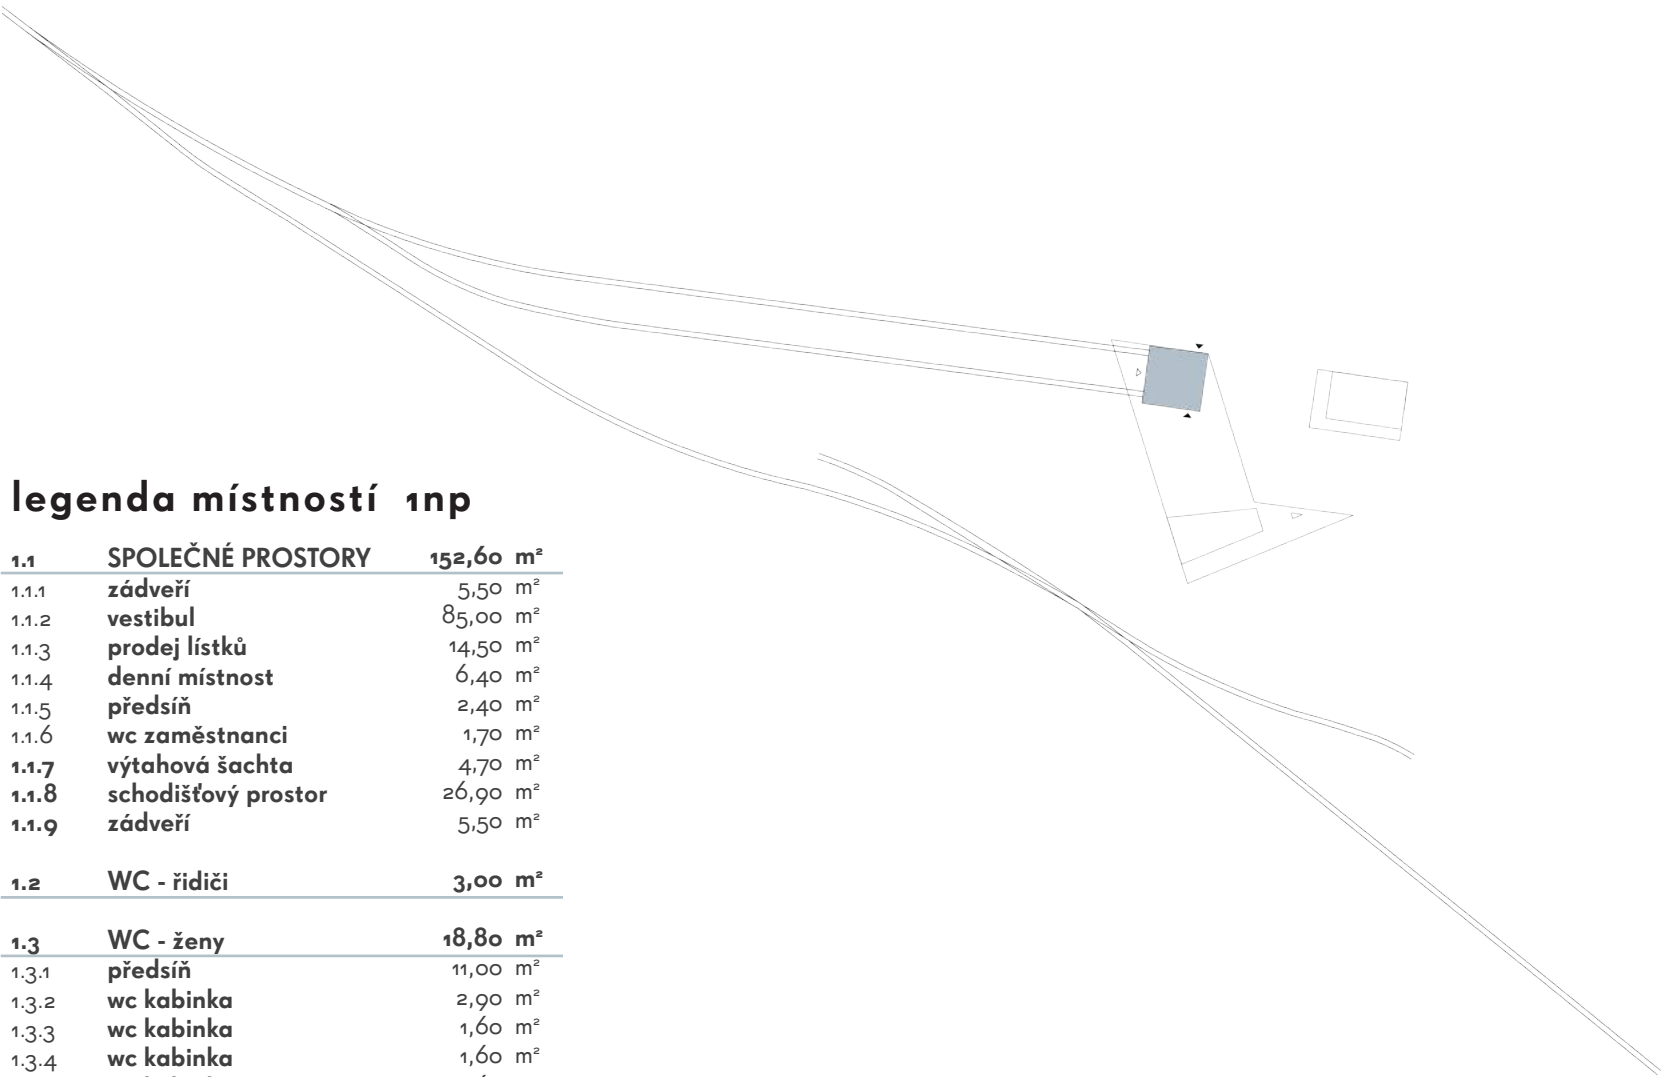 legenda místností 1np
1.1 SPOLEČNÉ PROSTORY 152,60 m²
1.1.1 zádveří 5,50 m²
1.1.2 vestibul 85,00 m²
1.1.3 prodej lístků 14,50 m²
1.1.4 denní místnost 6,40 m²
1.1.5 předsíň 2,40 m²
1.1.6 wc zaměstnanci 1,70 m²
1.1.7 výtahová šachta 4,70 m²
1.1.8 schodišťový prostor 26,90 m²
1.1.9 zádveří 5,50 m²
1.2 WC - řidiči 3,00 m²
1.3 WC - ženy 18,80 m²
1.3.1 předsíň 11,00 m²
1.3.2 wc kabinka 2,90 m²
1.3.3 wc kabinka 1,60 m²
1.3.4 wc kabinka 1,60 m²